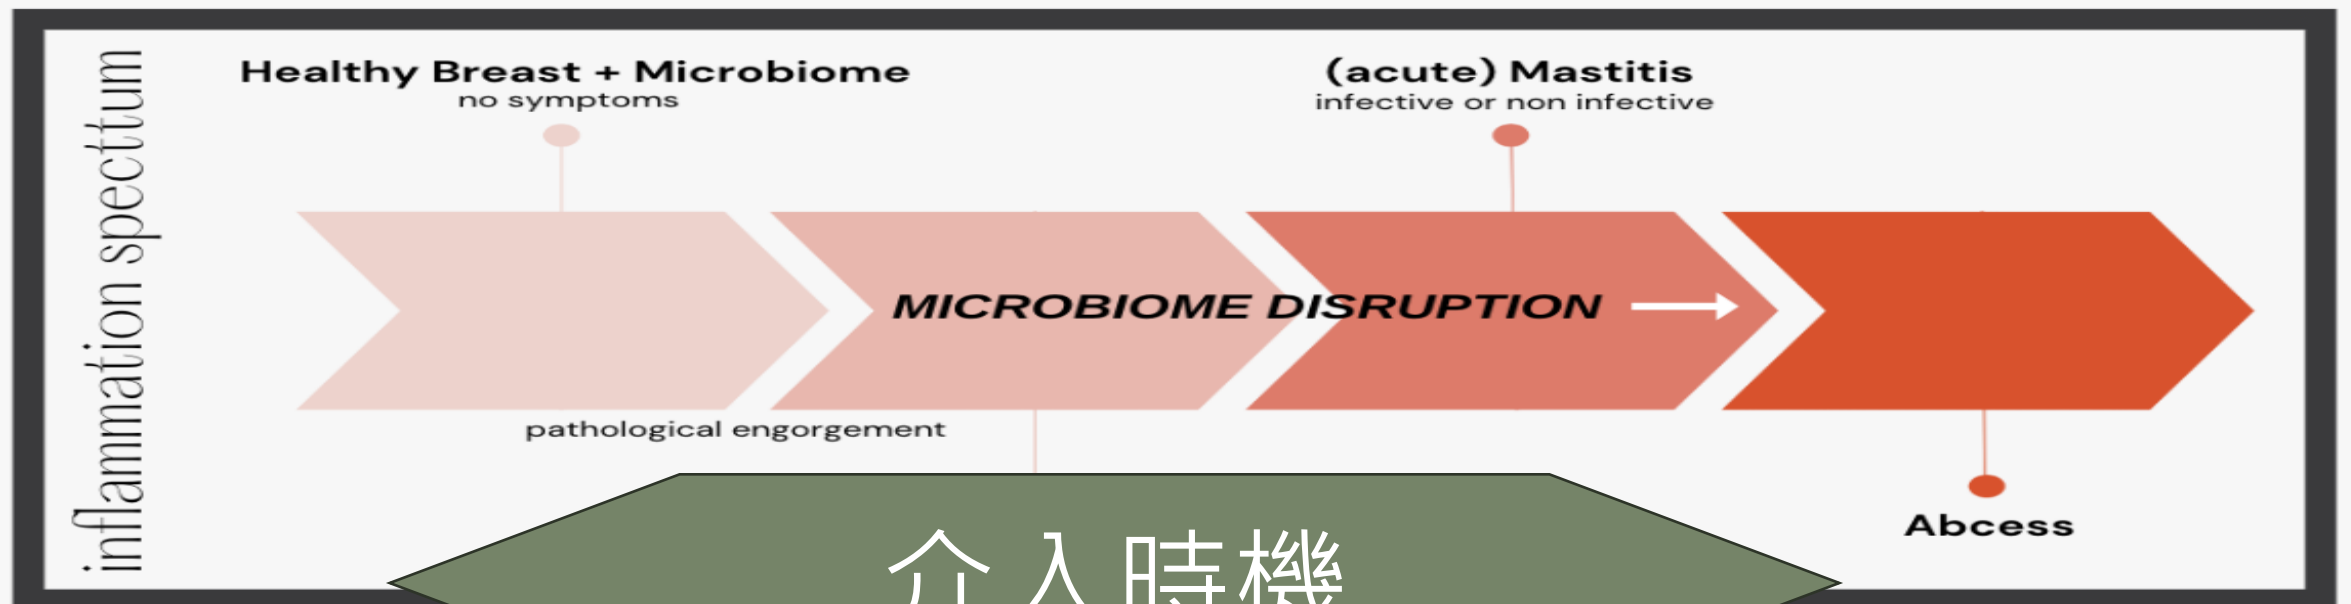 inflammation spectum
Healthy Breast + Microbiome
no symptoms
(acute) Mastitis
infective or non infective
MICROBIOME DISRUPTION
pathological engorgement
Abcess
介入時機